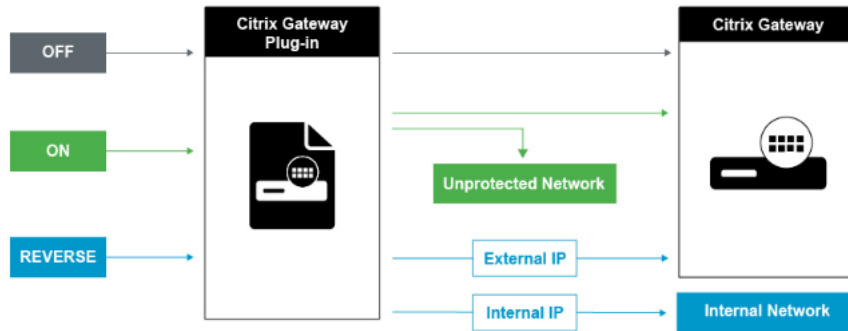 Citrix Gateway
Plug-in
Citrix Gateway
OFF
ON
Unprotected Network
REVERSE
External IP
Internal IP
Internal Network